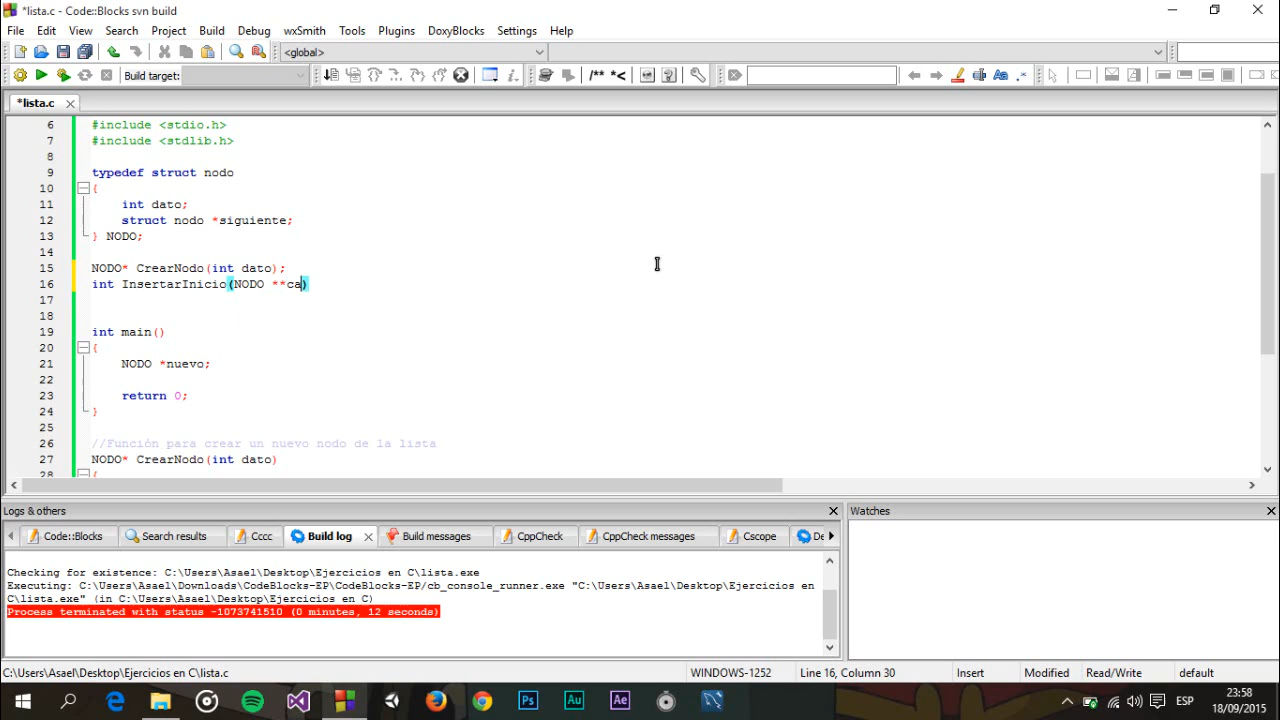 *lista.c - Code::Blocks svn build
File Edit View Search Project Build Debug wxSmith Tools Plugins DoxyBlocks Settings Help
<global>
Build target:
/** *<
Aa .*
*lista.c
6 #include <stdio.h>
7 #include <stdlib.h>
8
9 typedef struct nodo
10 {
11 int dato;
12 struct nodo *siguiente;
13 } NODO;
14
15 NODO* CrearNodo(int dato);
16 int InsertarInicio(NODO **ca)
17
18
19 int main()
20 {
21 NODO *nuevo;
22
23 return 0;
24 }
25
26 //Función para crear un nuevo nodo de la lista
27 NODO* CrearNodo(int dato)
28 {
Logs & others
Watches
Code::Blocks Search results Cccc Build log Build messages CppCheck CppCheck messages Cscope De
Checking for existence: C:\Users\Asael\Desktop\Ejercicios en C\lista.exe
Executing: C:\Users\Asael\Downloads\CodeBlocks-EP\CodeBlocks-EP/cb_console_runner.exe "C:\Users\Asael\Desktop\Ejercicios en
C\lista.exe" (in C:\Users\Asael\Desktop\Ejercicios en C)
Process terminated with status -1073741510 (0 minutes, 12 seconds)
C:\Users\Asael\Desktop\Ejercicios en C\lista.c WINDOWS-1252 Line 16, Column 30 Insert Modified Read/Write default
Ps Au Ae
ESP
23:58
18/09/2015